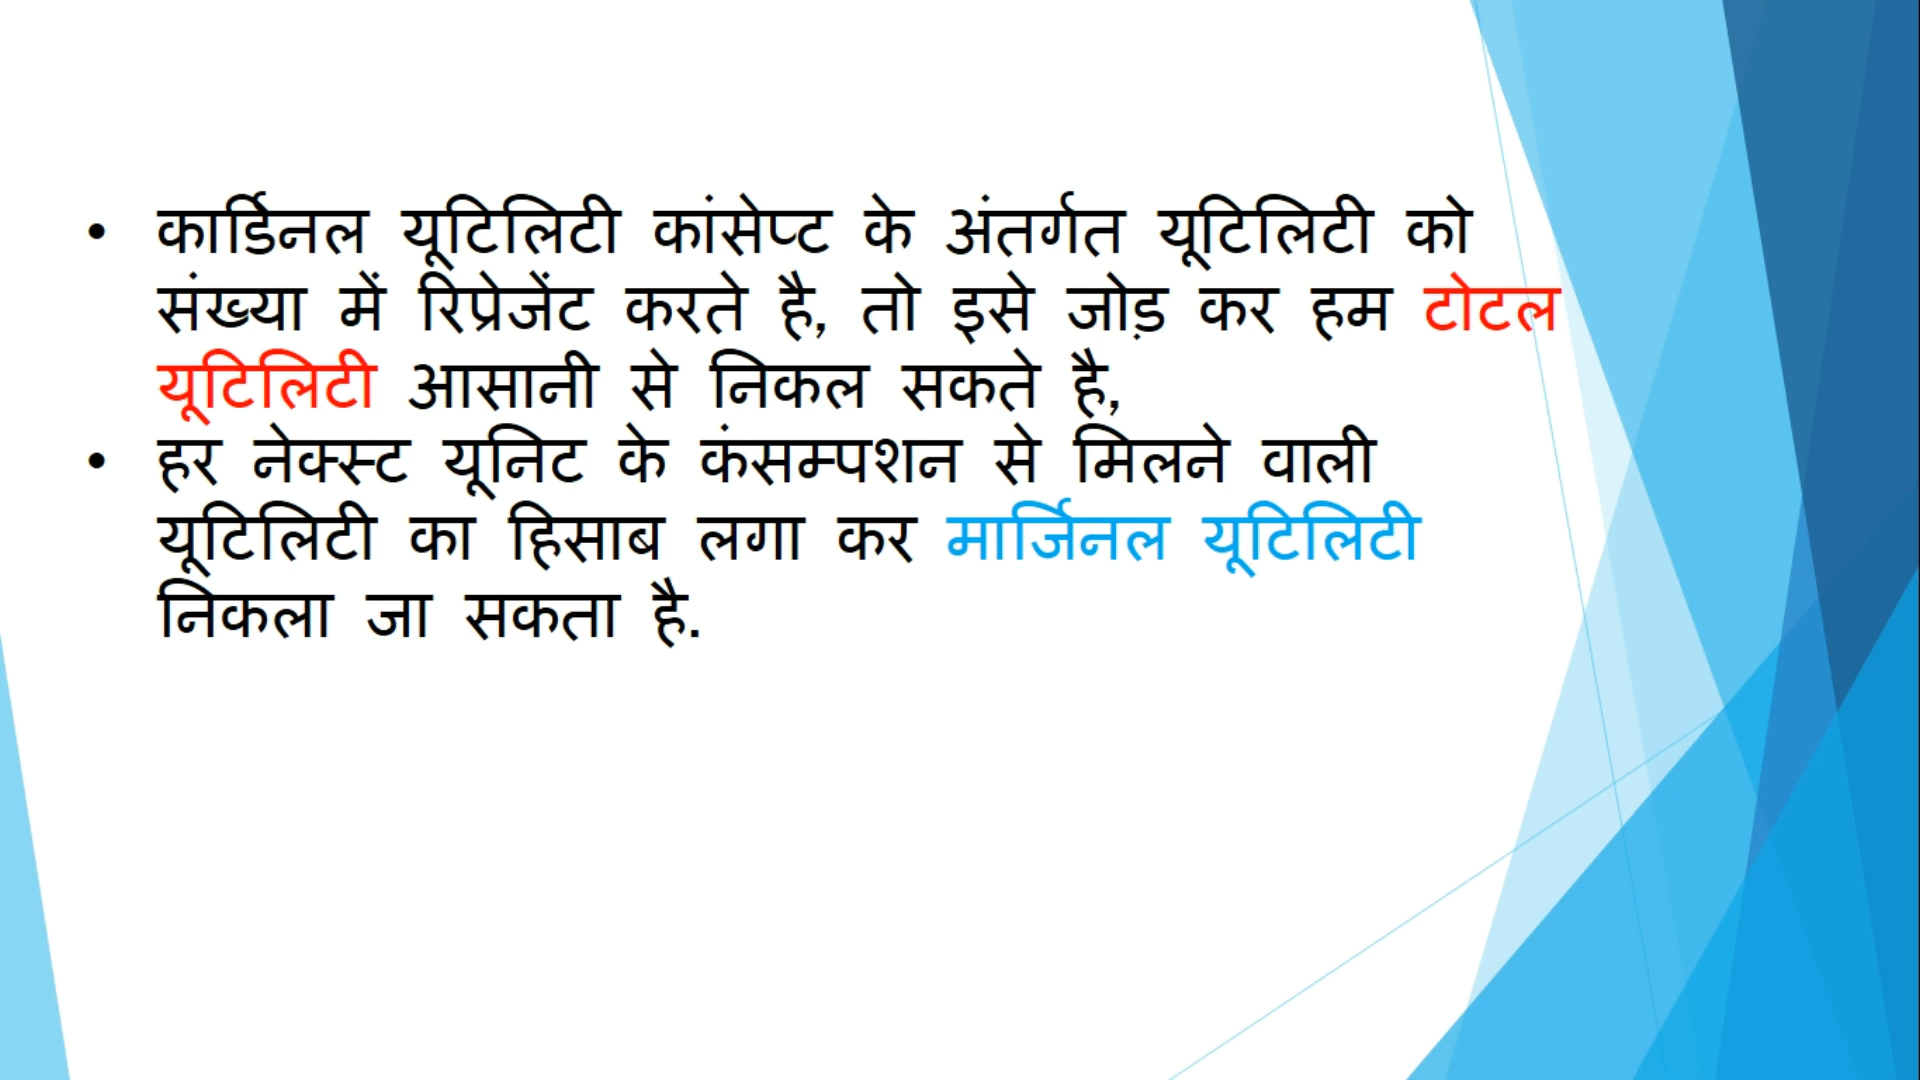 • कार्डिनल यूटिलिटी कांसेप्ट के अंतर्गत यूटिलिटी को
संख्या में रिप्रेजेंट करते है, तो इसे जोड़ कर हम टोटल
यूटिलिटी आसानी से निकल सकते है,
• हर नेक्स्ट यूनिट के कंसम्पशन से मिलने वाली
यूटिलिटी का हिसाब लगा कर मार्जिनल यूटिलिटी
निकला जा सकता है.